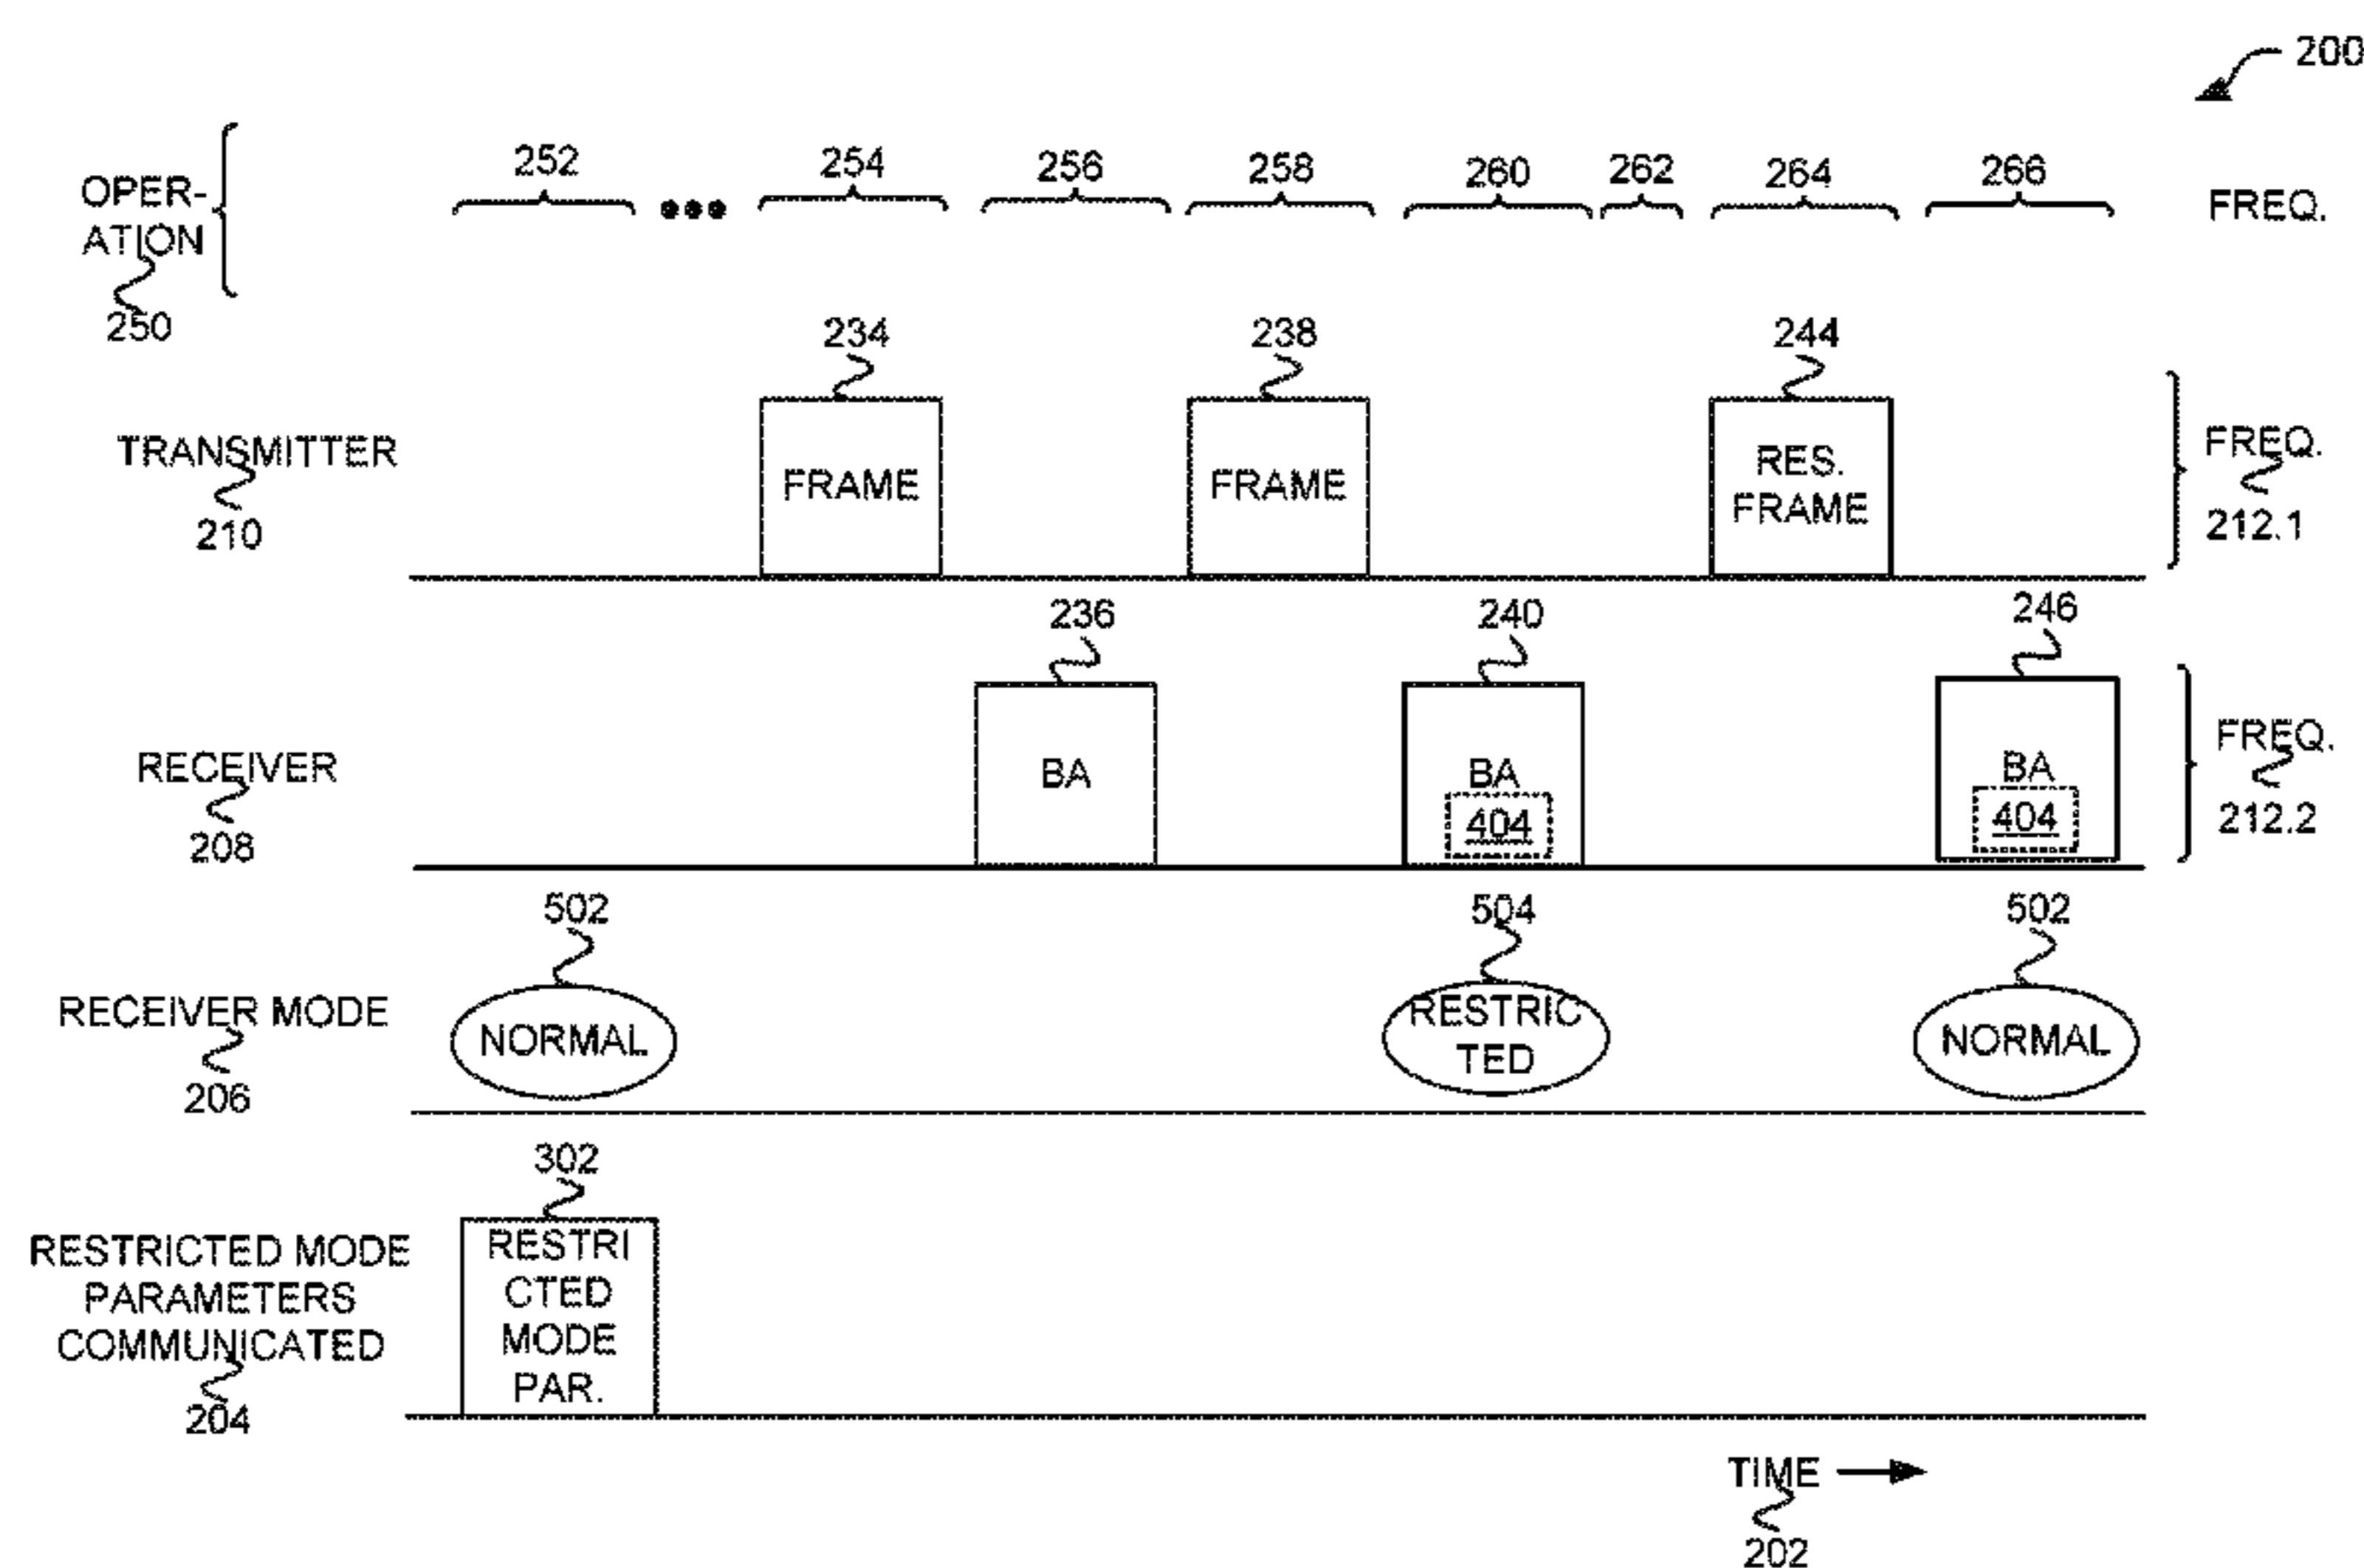 200
252 254 256 258 260 262 264 266
OPER-
ATION
FREQ.
250
234 238 244
TRANSMITTER
FRAME FRAME RES.
FRAME
FREQ.
210
212.1
236 240 246
RECEIVER
BA BA BA
404 404
FREQ.
208
212.2
502 504 502
RECEIVER MODE
NORMAL RESTRIC
TED NORMAL
206
302
RESTRICTED MODE
PARAMETERS
COMMUNICATED
RESTRI
CTED
MODE
PAR.
204
TIME
202